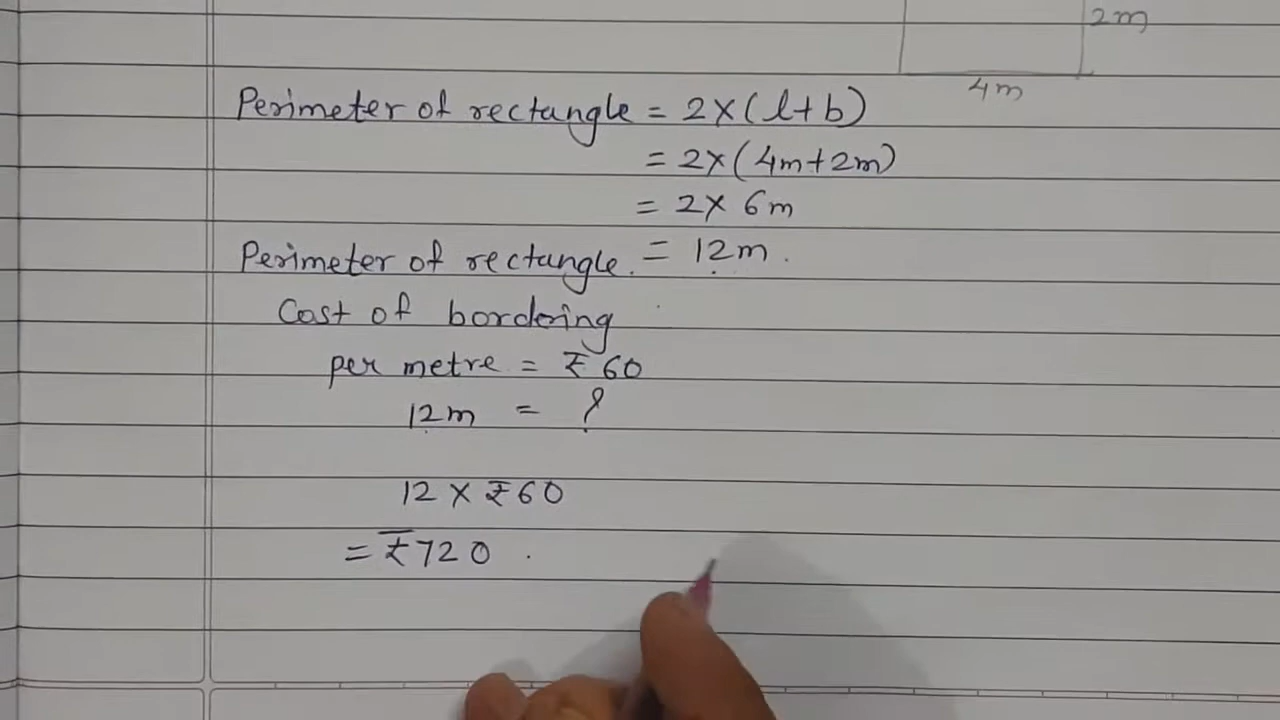 2m
4m
Perimeter of rectangle = 2×(l+b)
= 2×(4m+2m)
= 2× 6m
Perimeter of rectangle. = 12m.
Cost of bordering
per metre = ₹60
12m = ?
12 × ₹60
= ₹720.